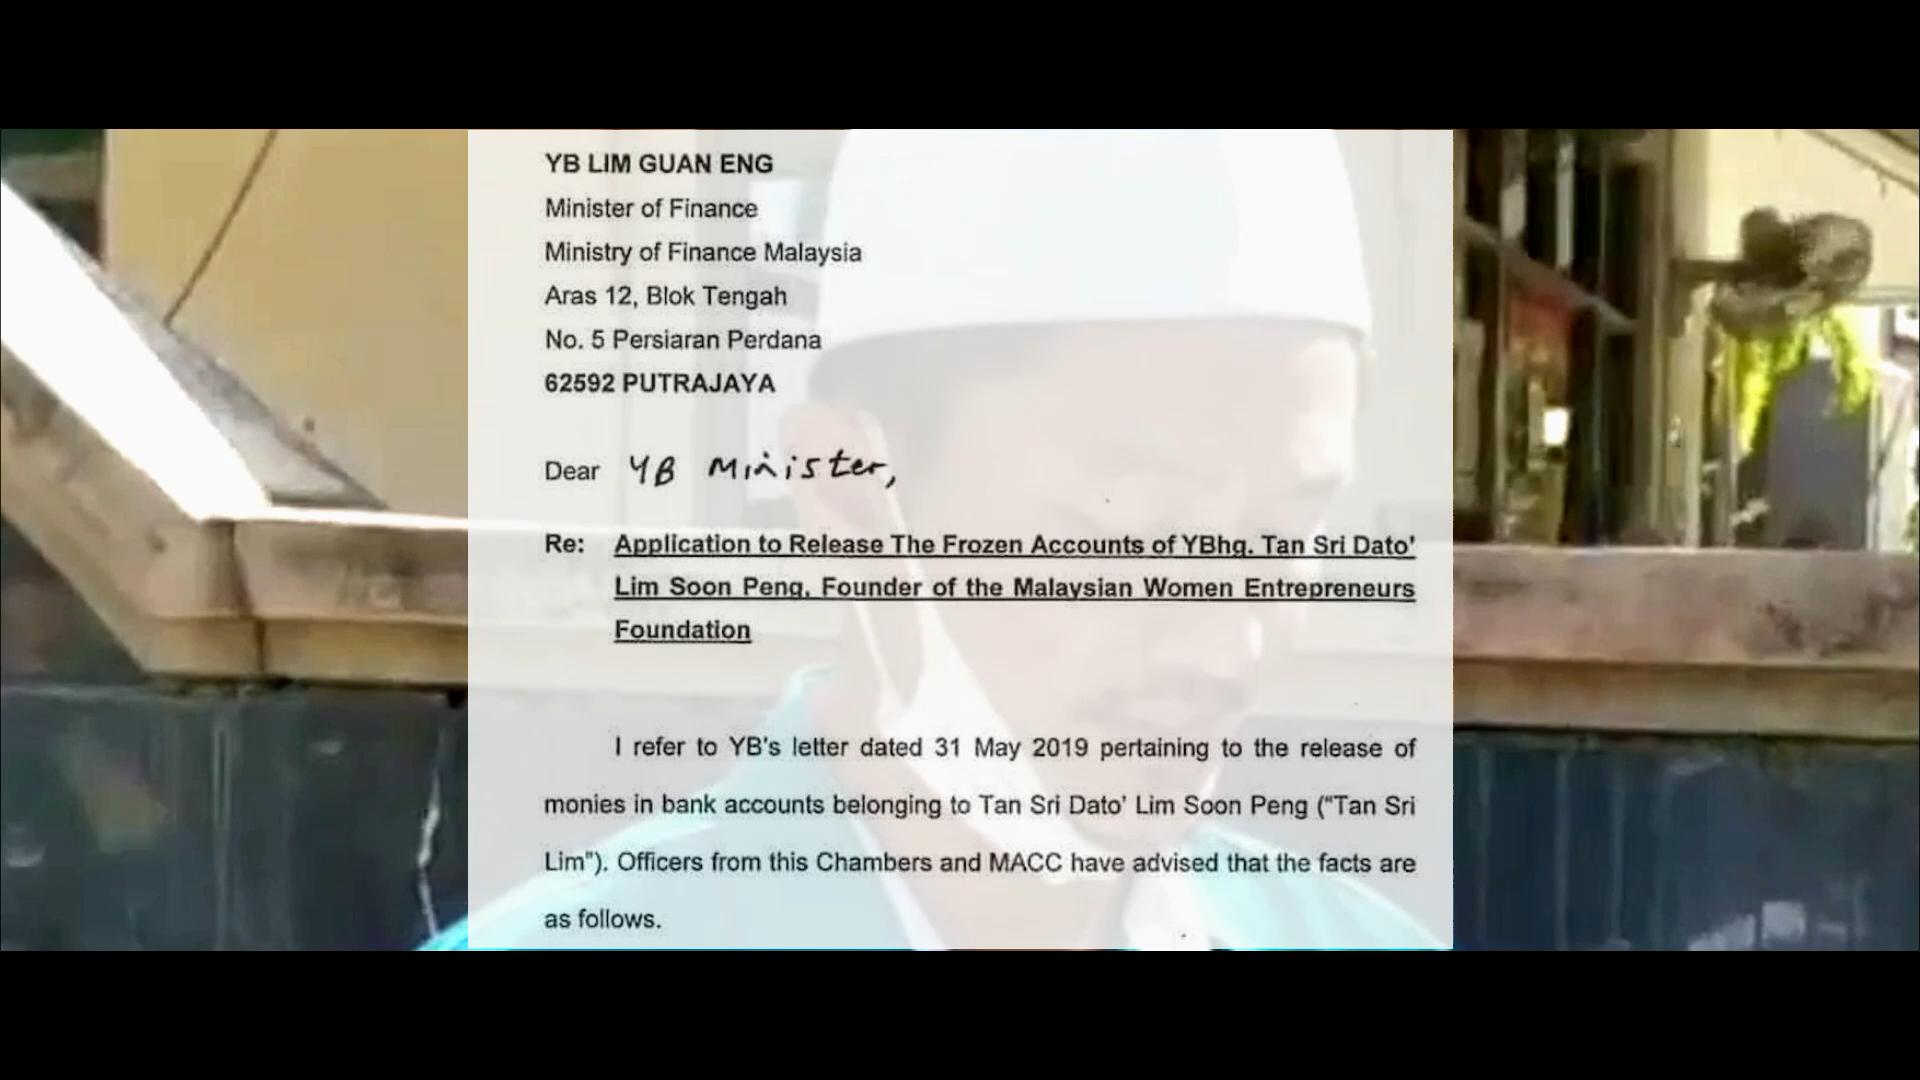 YB LIM GUAN ENG
Minister of Finance
Ministry of Finance Malaysia
Aras 12, Blok Tengah
No. 5 Persiaran Perdana
62592 PUTRAJAYA
Dear YB Minister,
Re: Application to Release The Frozen Accounts of YBhg. Tan Sri Dato'
Lim Soon Peng, Founder of the Malaysian Women Entrepreneurs
Foundation
I refer to YB's letter dated 31 May 2019 pertaining to the release of
monies in bank accounts belonging to Tan Sri Dato' Lim Soon Peng ("Tan Sri
Lim"). Officers from this Chambers and MACC have advised that the facts are
as follows.